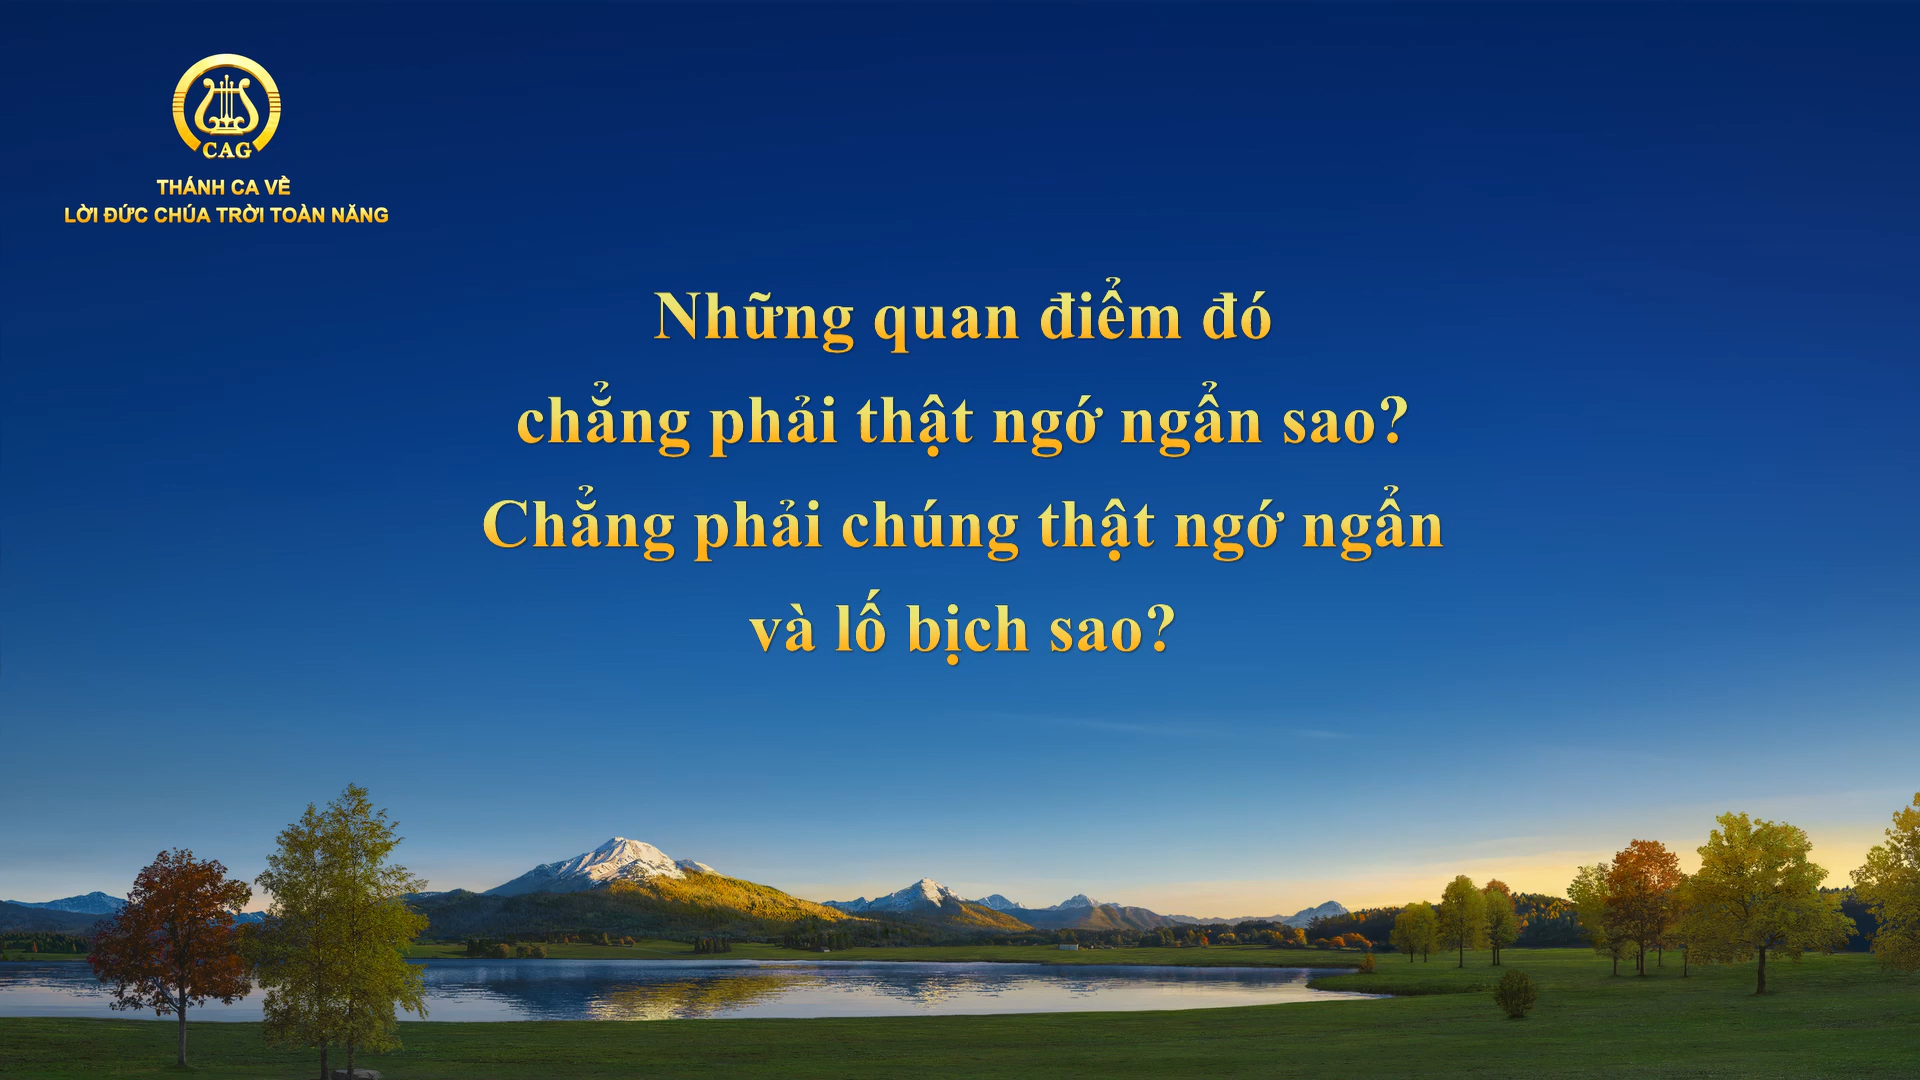 CAG
THÁNH CA VỀ
LỜI ĐỨC CHÚA TRỜI TOÀN NĂNG
Những quan điểm đó
chẳng phải thật ngớ ngẩn sao?
Chẳng phải chúng thật ngớ ngẩn
và lố bịch sao?